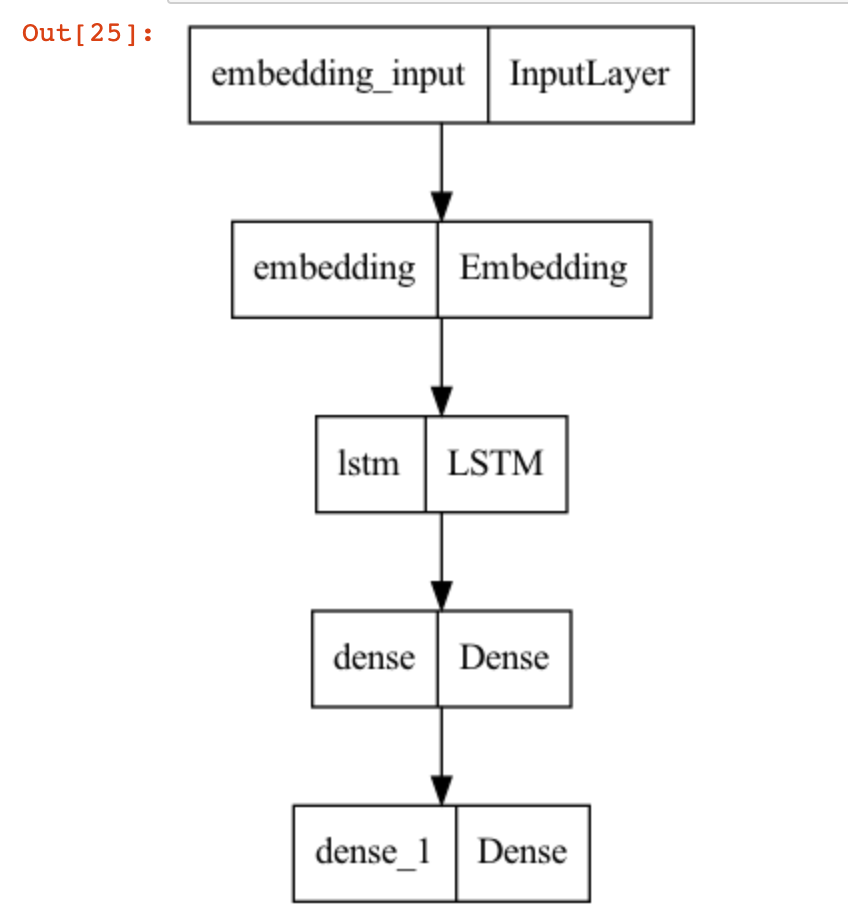 Out[25]:
embedding_input InputLayer
embedding Embedding
lstm LSTM
dense Dense
dense_1 Dense